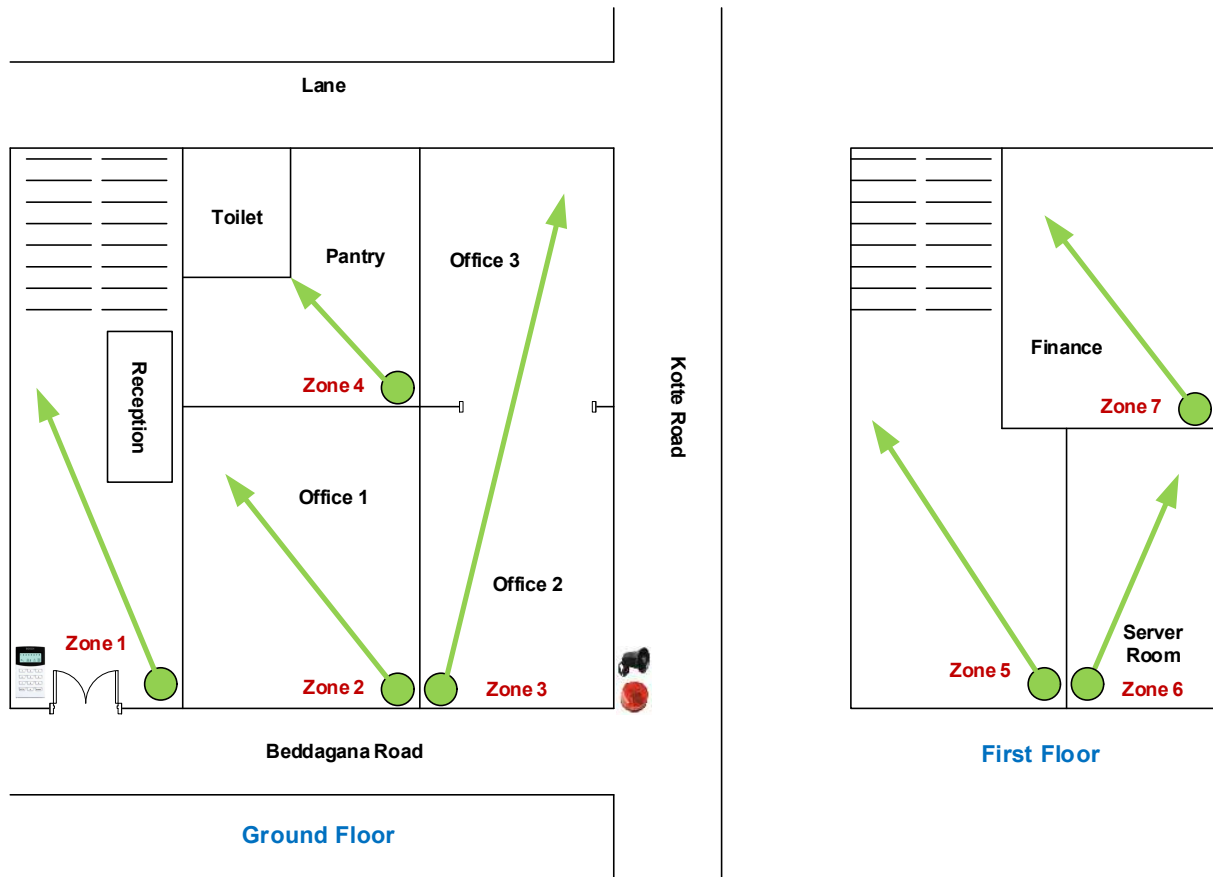 Lane
Toilet
Pantry
Office 3
Zone 4
Reception
Kotte Road
Office 1
Office 2
Zone 1
Zone 2
Zone 3
Beddagana Road
Ground Floor
Finance
Zone 7
Server
Room
Zone 5
Zone 6
First Floor